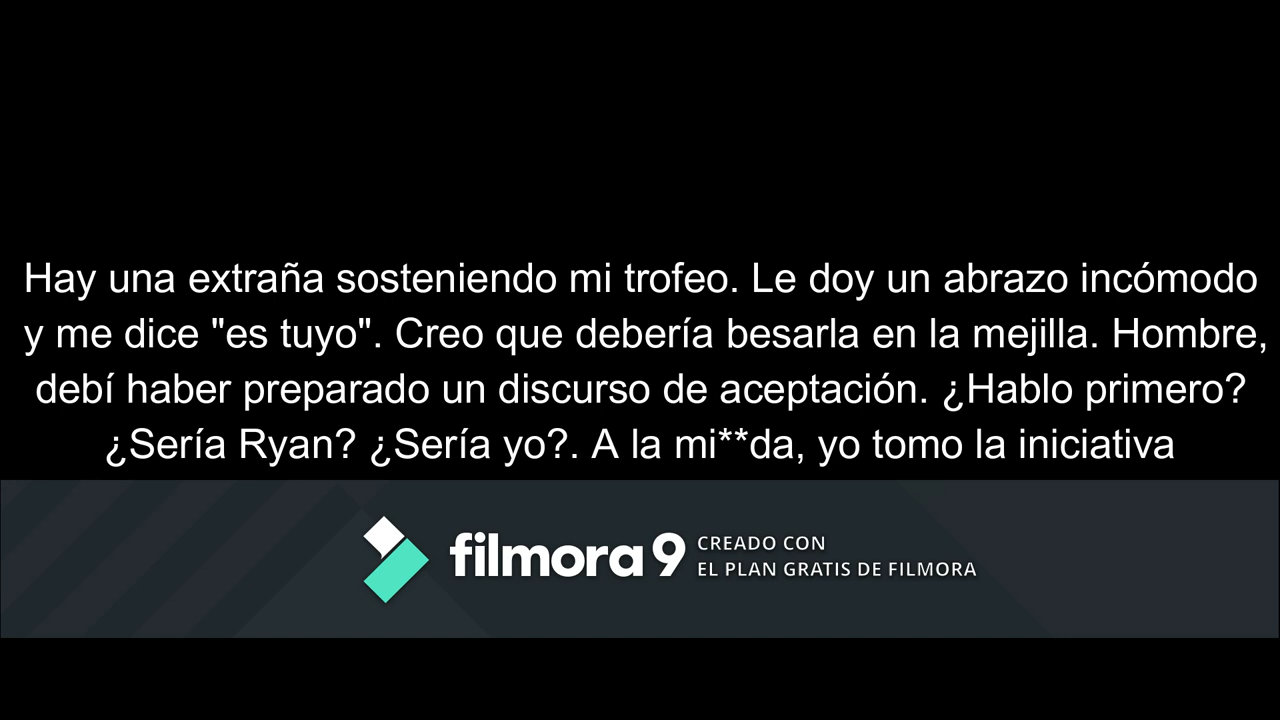 Hay una extraña sosteniendo mi trofeo. Le doy un abrazo incómodo
y me dice "es tuyo". Creo que debería besarla en la mejilla. Hombre,
debí haber preparado un discurso de aceptación. ¿Hablo primero?
¿Sería Ryan? ¿Sería yo?. A la mi**da, yo tomo la iniciativa
filmora9
CREADO CON
EL PLAN GRATIS DE FILMORA